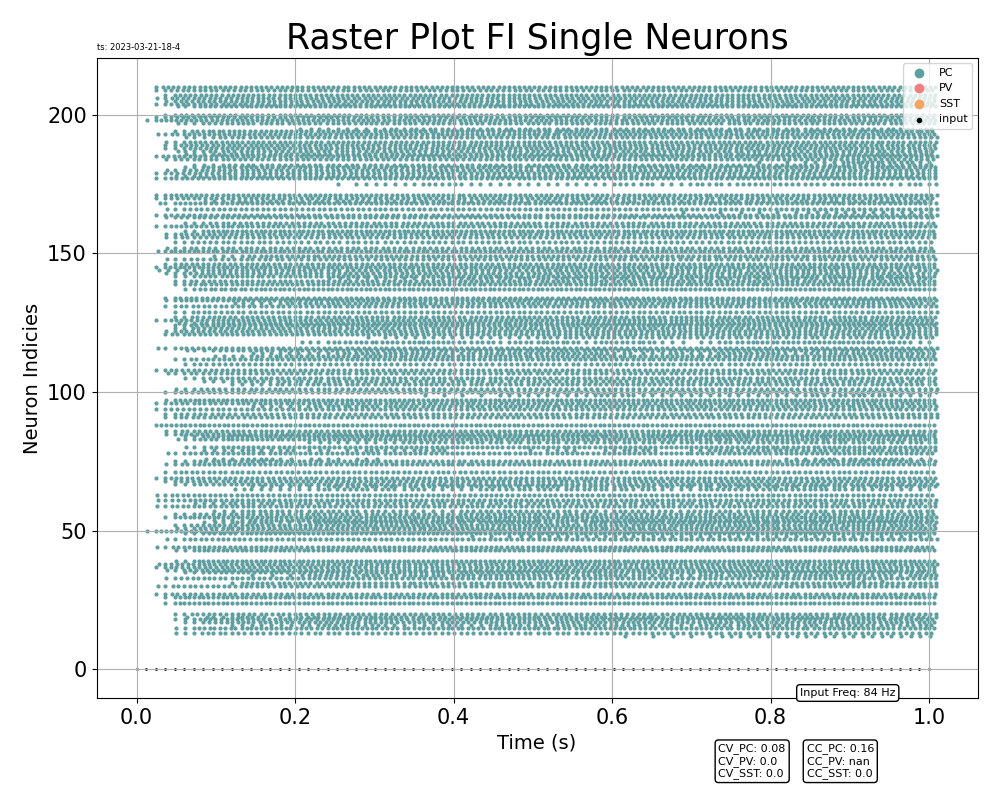 Raster Plot FI Single Neurons
ts: 2023-03-21-18-4
PC
PV
SST
input
200
150
100
50
0
Neuron Indicies
0.0 0.2 0.4 0.6 0.8 1.0
Time (s)
Input Freq: 84 Hz
CV_PC: 0.08
CV_PV: 0.0
CV_SST: 0.0
CC_PC: 0.16
CC_PV: nan
CC_SST: 0.0